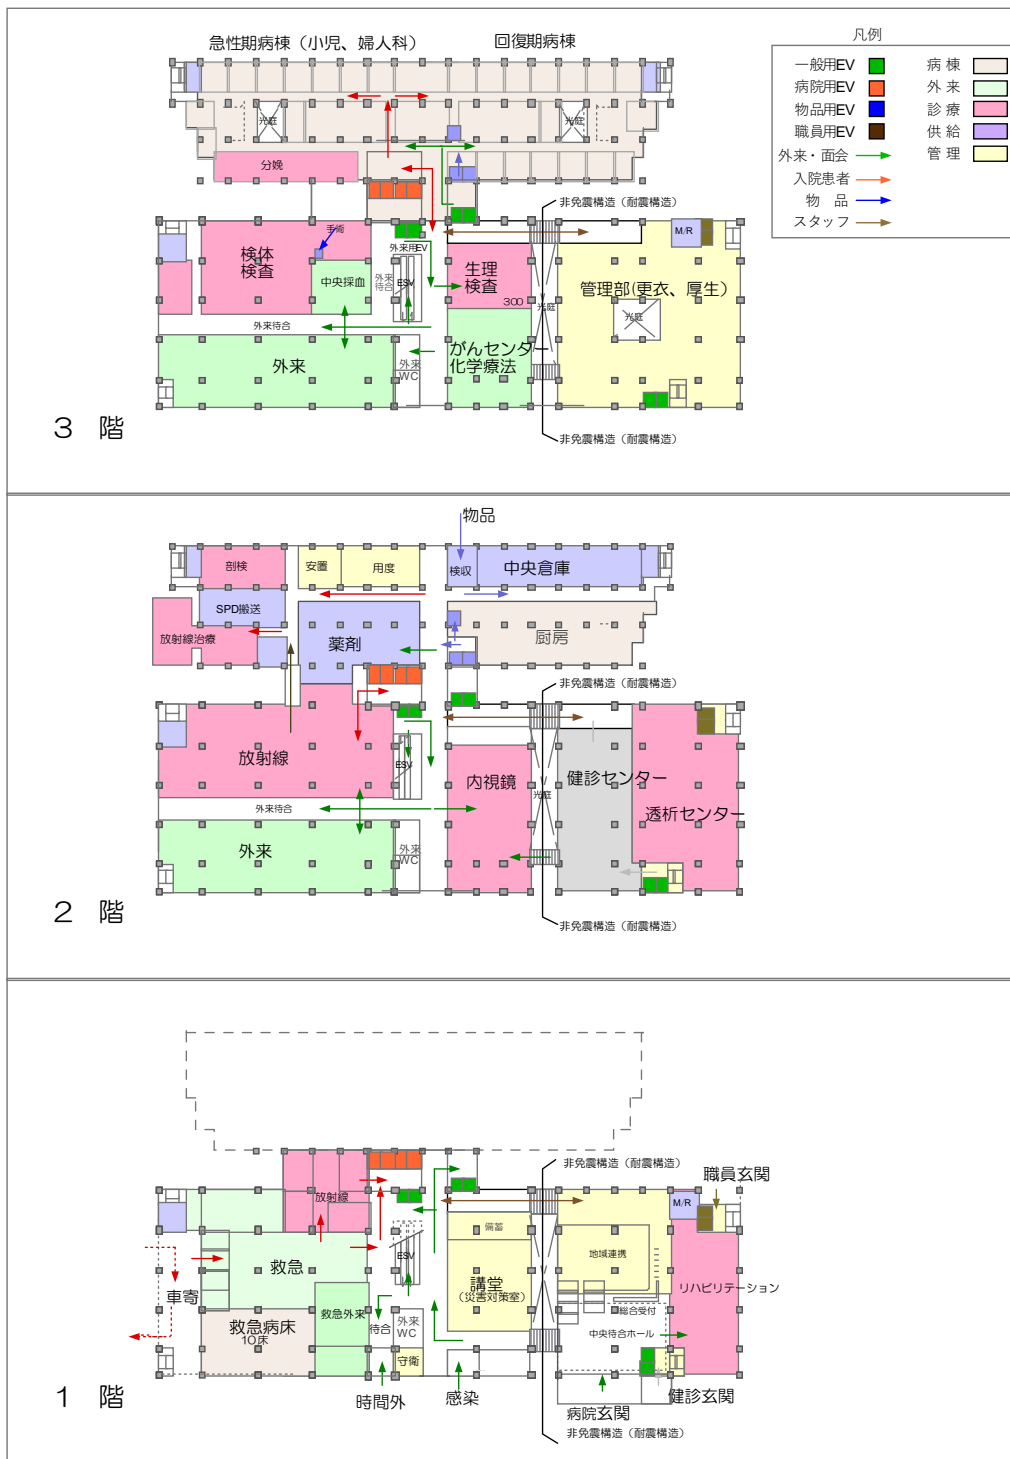 急性期病棟（小児、婦人科）
回復期病棟
凡例
一般用EV
病院用EV
物品用EV
職員用EV
外来・面会
入院患者
物　品
スタッフ
病 棟
外 来
診 療
供 給
管 理
光庭
光庭
分娩
非免震構造（耐震構造）
手術
検体
検査
中央採血
外来用EV
外来
待合
ESV
生理
検査
300
光庭
M/R
管理部(更衣、厚生）
光庭
外来待合
外来
外来
WC
がんセンター
化学療法
非免震構造（耐震構造）
３　階
物品
剖検
安置
用度
検収
中央倉庫
SPD搬送
放射線治療
薬剤
厨房
非免震構造（耐震構造）
放射線
ESV
内視鏡
光庭
健診センター
透析センター
外来待合
外来
外来
WC
非免震構造（耐震構造）
２　階
非免震構造（耐震構造）
職員玄関
放射線
M/R
備蓄
救急
ESV
地域連携
車寄
講堂
（災害対策室）
リハビリテーション
救急病床
10床
救急外来
待合
外来
WC
守衛
総合受付
中央待合ホール
時間外
感染
病院玄関
健診玄関
非免震構造（耐震構造）
１　階